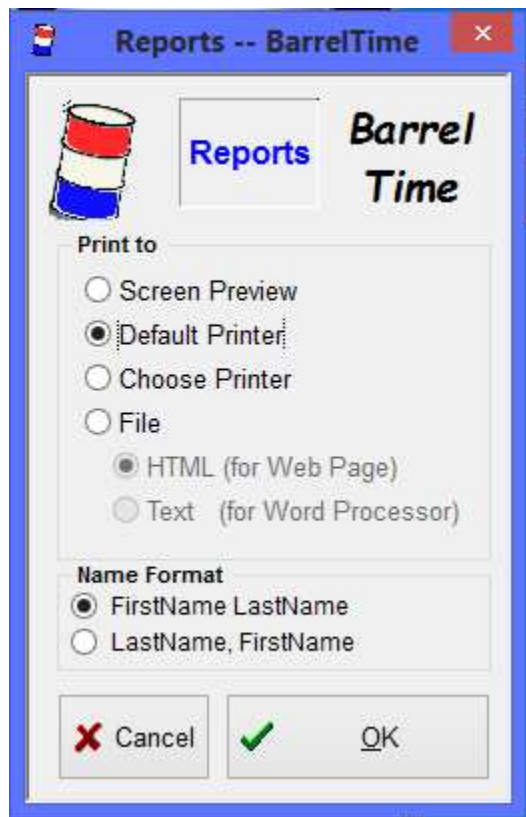 Reports -- BarrelTime
Reports
Barrel
Time
Print to
Screen Preview
Default Printer
Choose Printer
File
HTML (for Web Page)
Text (for Word Processor)
Name Format
FirstName LastName
LastName, FirstName
Cancel
OK